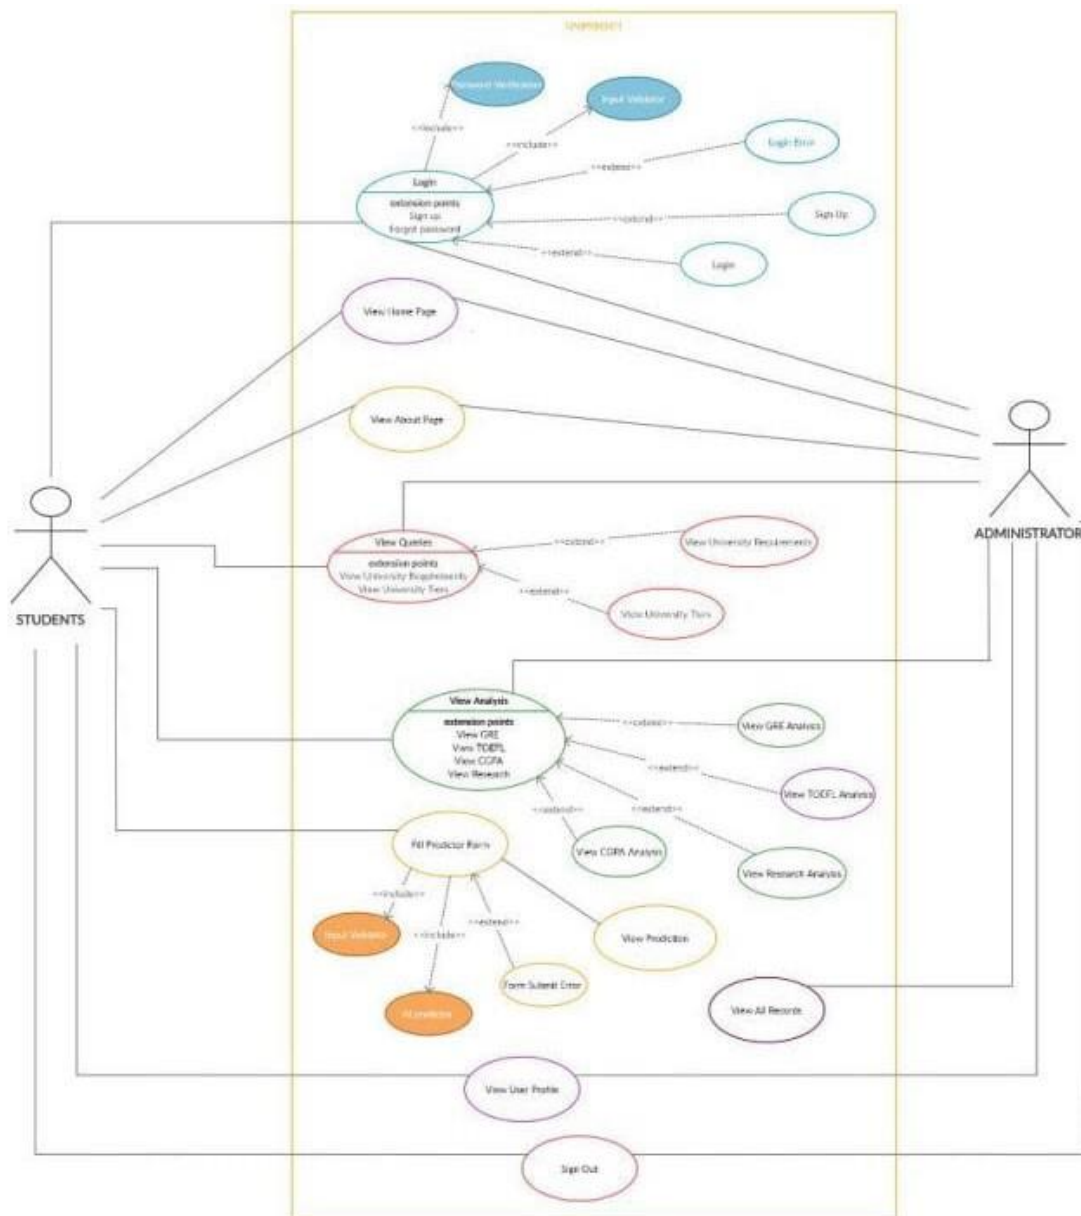 Password Verification
Input Validator
<<include>>
<<include>>
Login Error
<<extend>>
Login
extension points
Sign up
Forgot password
Sign Up
<<extend>>
<<extend>>
Login
View Home Page
View About Page
ADMINISTRATOR
STUDENTS
View Queries
extension points
View University Requirements
View University Tiers
<<extend>>
View University Requirements
<<extend>>
View University Tiers
View Analysis
extension points
View GRE
View TOEFL
View CGPA
View Research
<<extend>>
View GRE Analysis
<<extend>>
View TOEFL Analysis
<<extend>>
<<extend>>
View CGPA Analysis
View Research Analysis
Fill Predictor Form
<<include>>
<<include>>
<<extend>>
Input Validator
View Prediction
Form Submit Error
View All Records
View User Profile
Sign Out